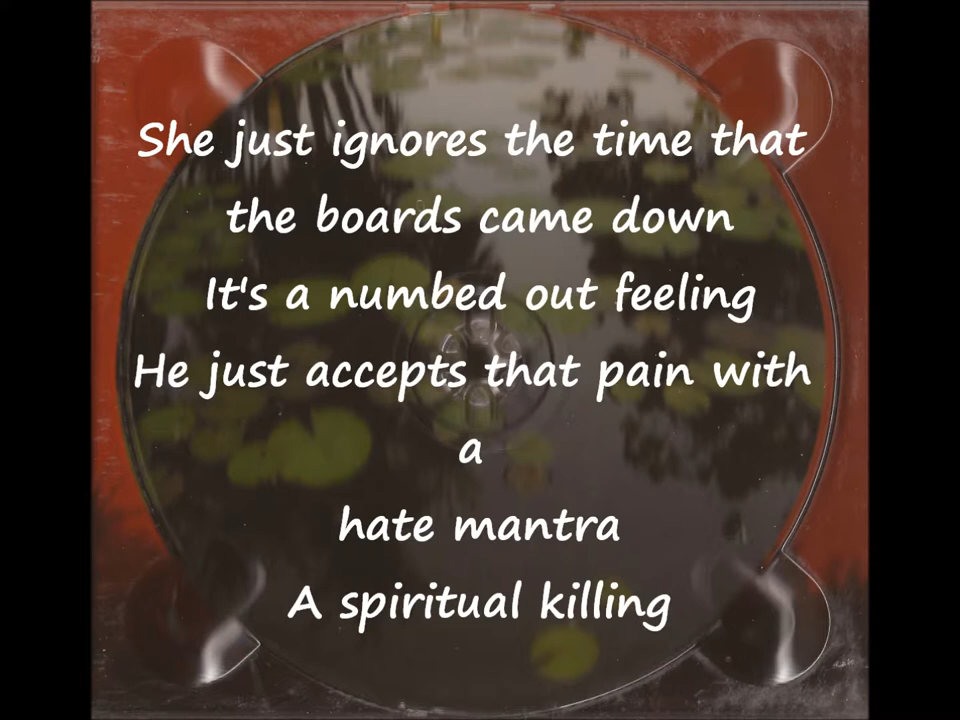 She just ignores the time that
the boards came down
It's a numbed out feeling
He just accepts that pain with
a
hate mantra
A spiritual killing